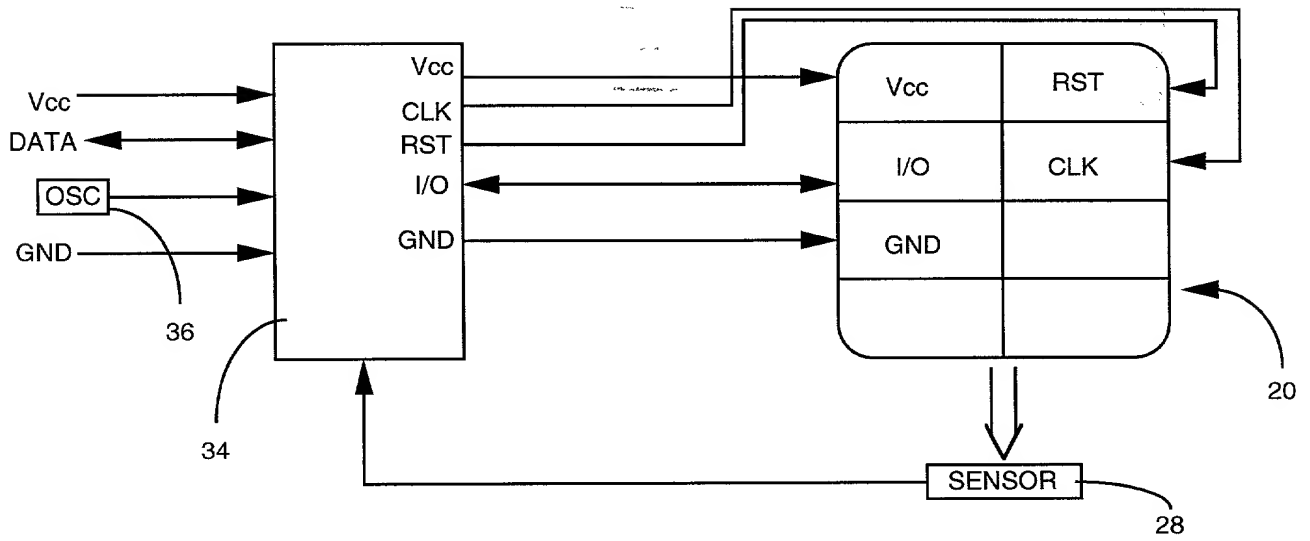 Vcc
DATA
OSC
GND
36
34
Vcc
CLK
RST
I/O
GND
Vcc
RST
I/O
CLK
GND
20
SENSOR
28